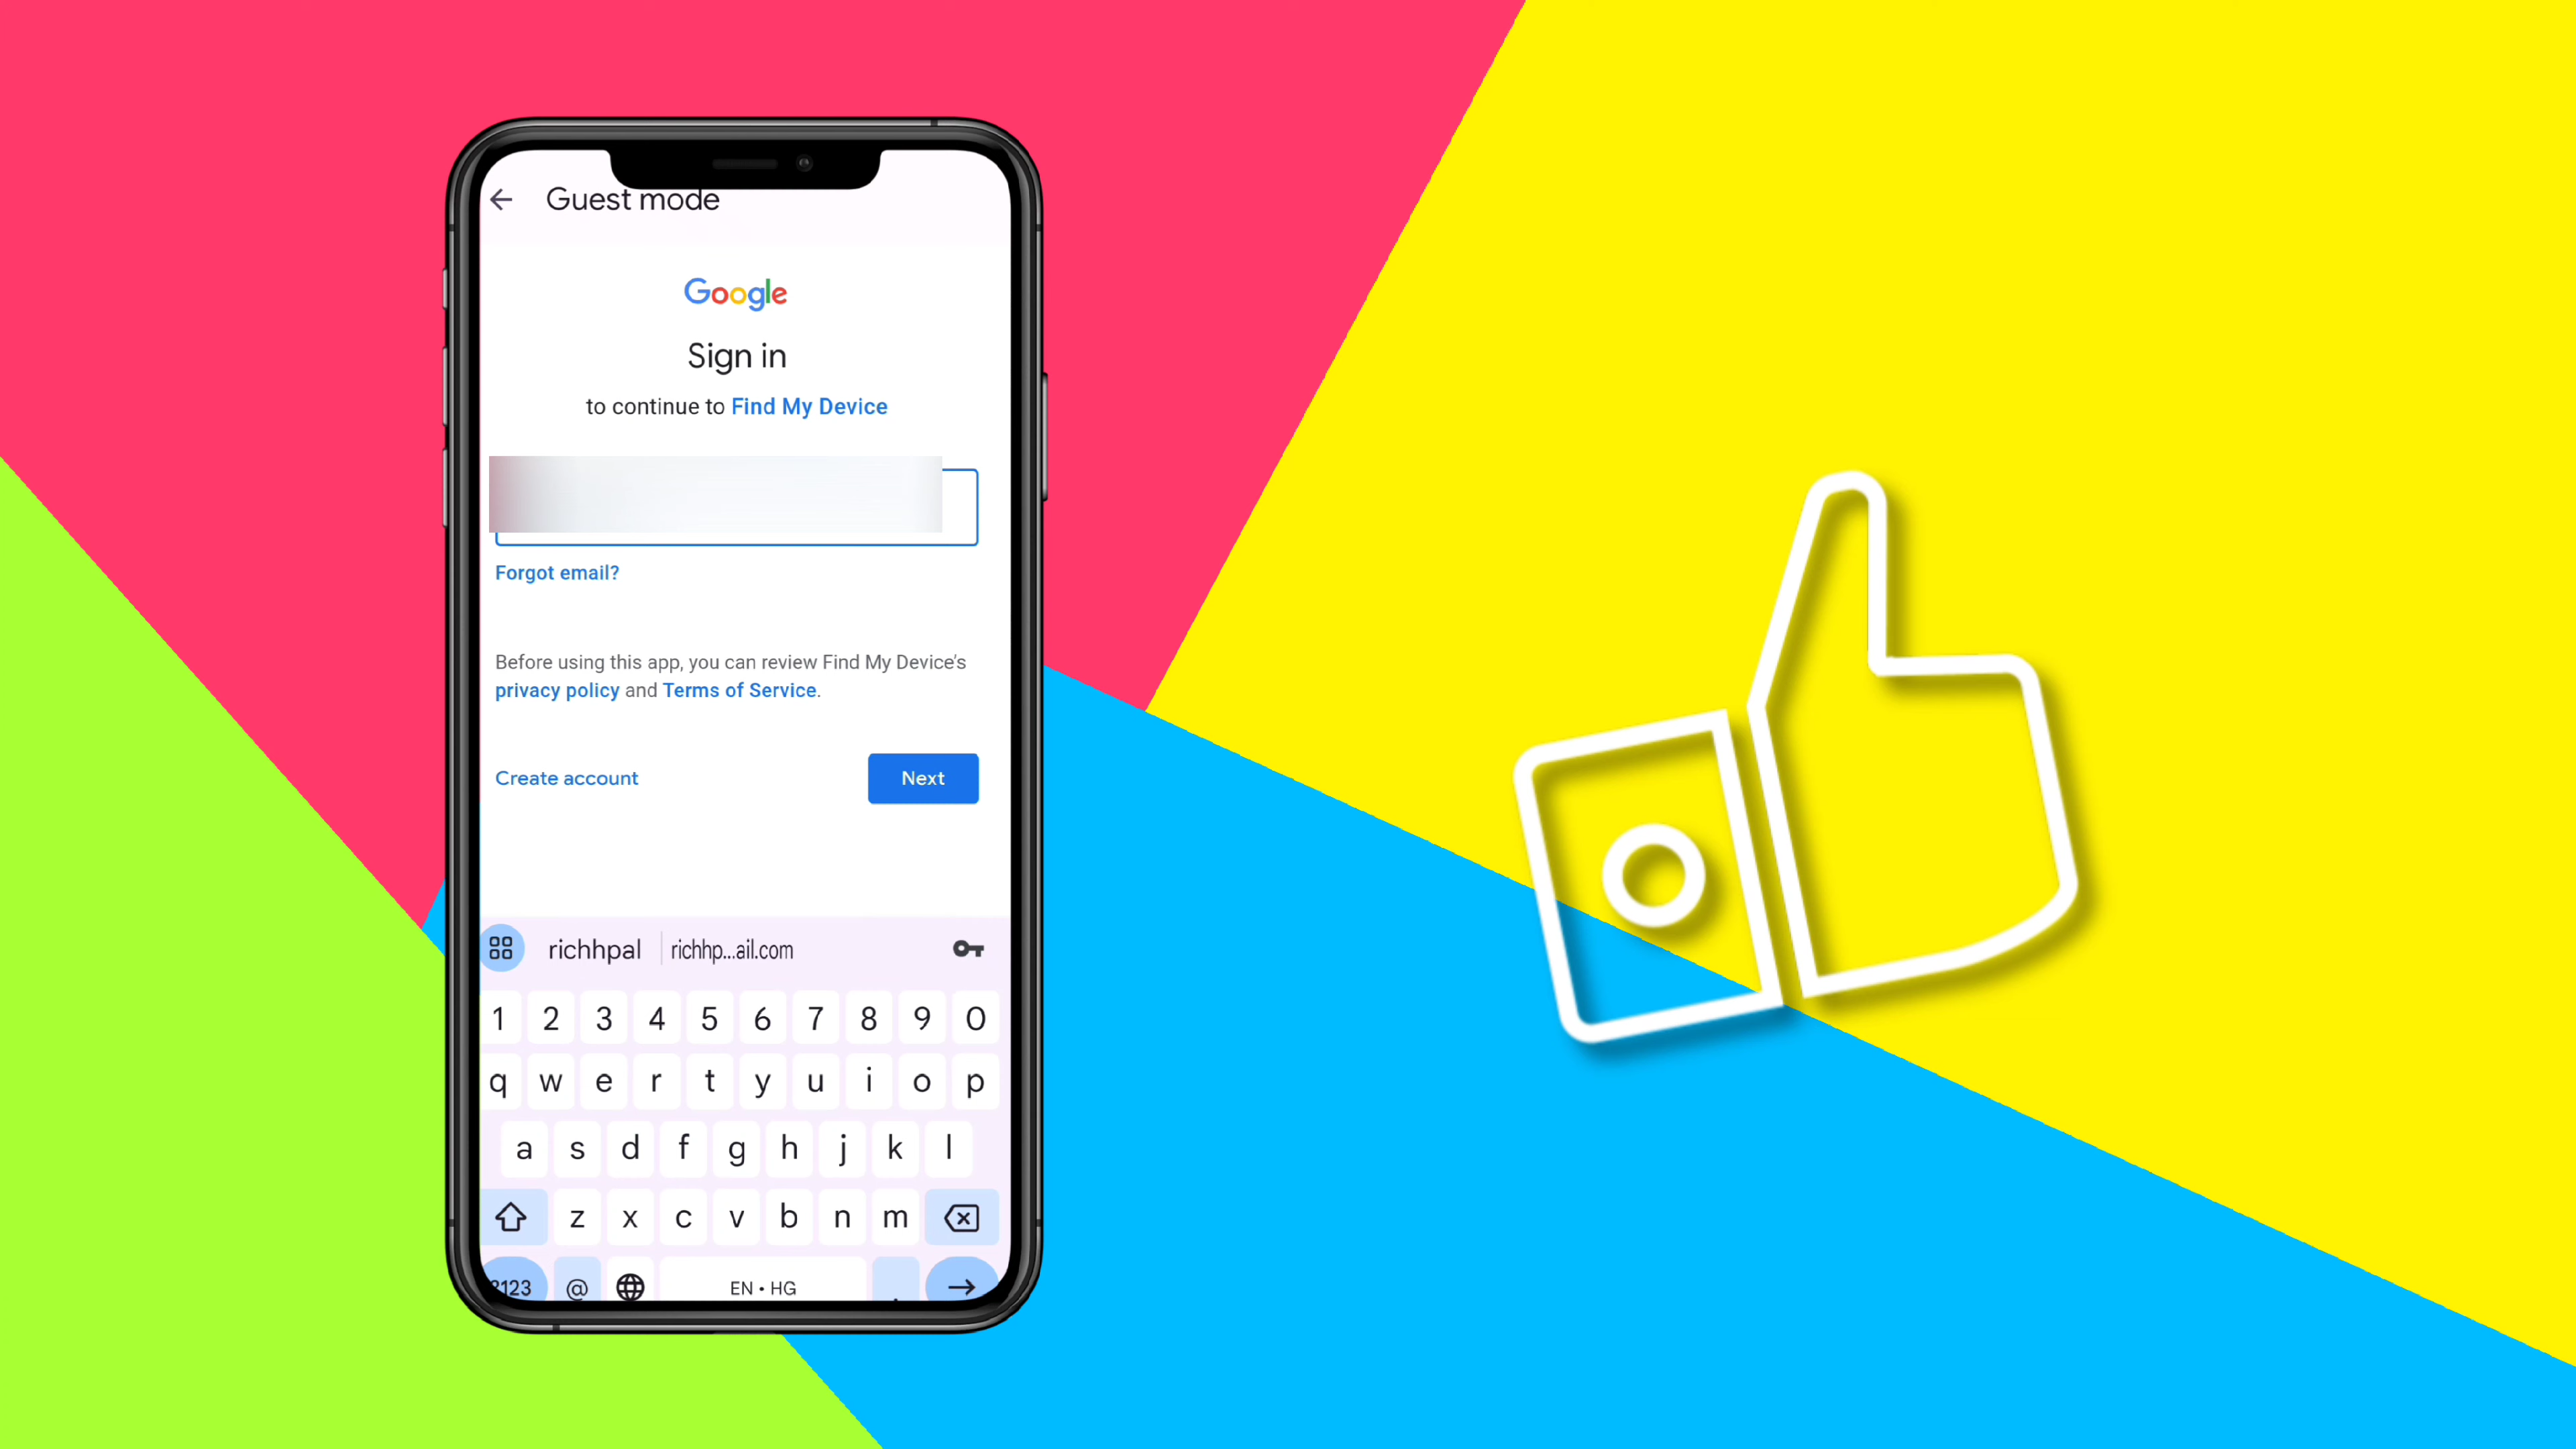 Guest mode
Google
Sign in
to continue to Find My Device
Forgot email?
Before using this app, you can review Find My Device's
privacy policy and Terms of Service.
Create account
Next
richhpal
richhp...ail.com
1 2 3 4 5 6 7 8 9 0
q w e r t y u i o p
a s d f g h j k l
z x c v b n m
?123 @ EN • HG .